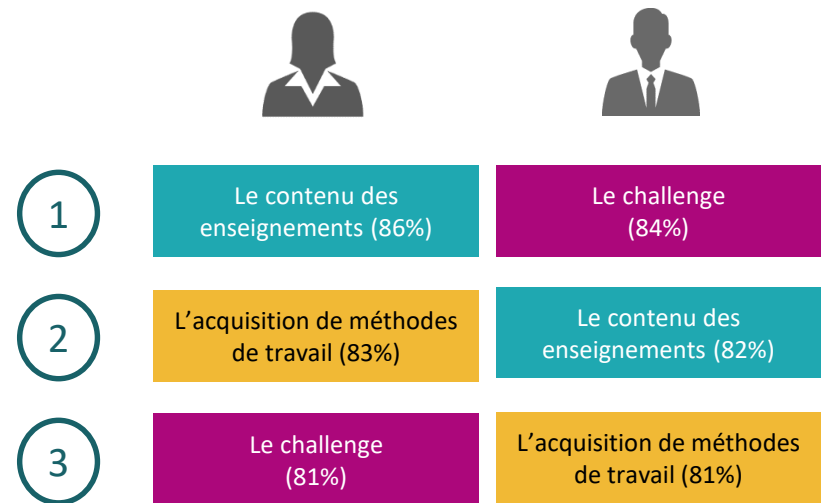 1
Le contenu des
enseignements (86%)
Le challenge
(84%)
2
L’acquisition de méthodes
de travail (83%)
Le contenu des
enseignements (82%)
3
Le challenge
(81%)
L’acquisition de méthodes
de travail (81%)